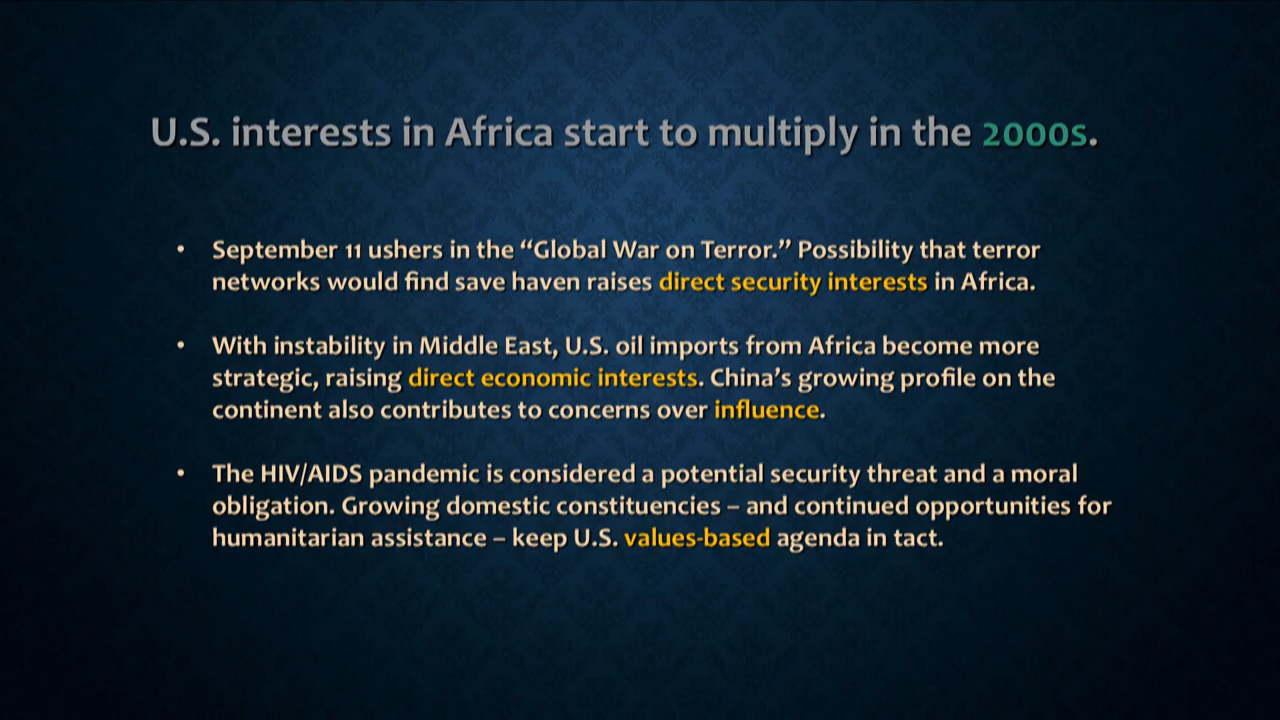 U.S. interests in Africa start to multiply in the 2000s.
• September 11 ushers in the “Global War on Terror.” Possibility that terror
networks would find save haven raises direct security interests in Africa.
• With instability in Middle East, U.S. oil imports from Africa become more
strategic, raising direct economic interests. China’s growing profile on the
continent also contributes to concerns over influence.
• The HIV/AIDS pandemic is considered a potential security threat and a moral
obligation. Growing domestic constituencies – and continued opportunities for
humanitarian assistance – keep U.S. values-based agenda in tact.